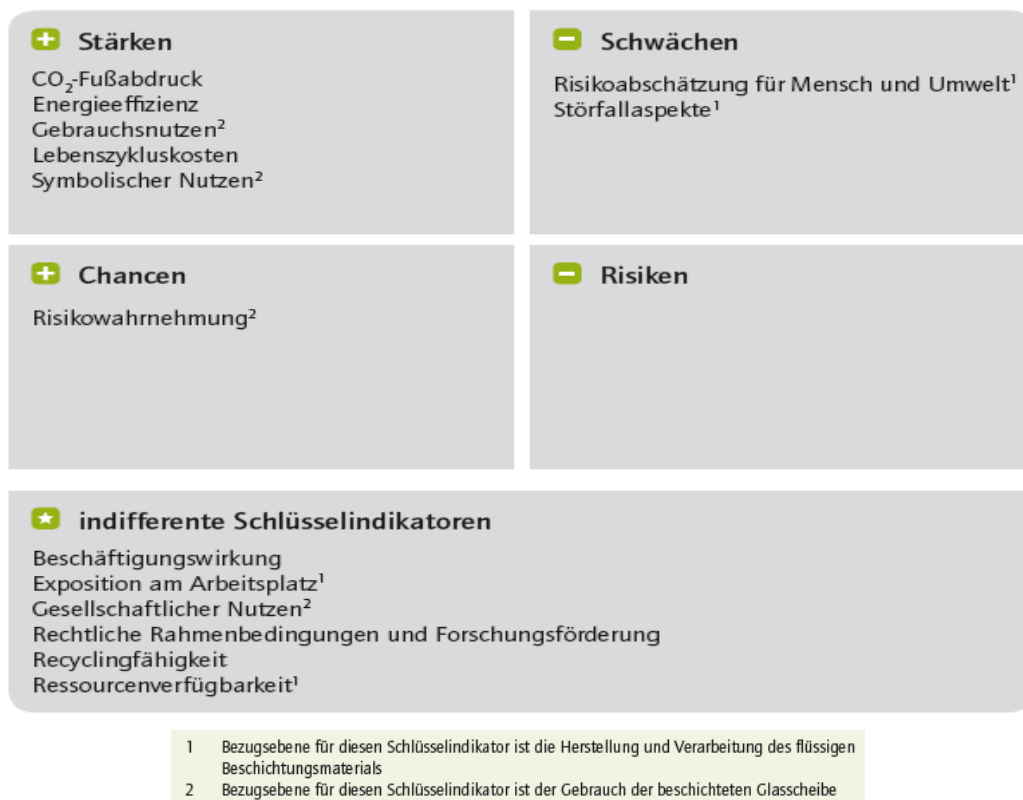 Stärken
CO₂-Fußabdruck
Energieeffizienz
Gebrauchsnutzen²
Lebenszykluskosten
Symbolischer Nutzen²
Schwächen
Risikoabschätzung für Mensch und Umwelt¹
Störfallaspekte¹
Chancen
Risikowahrnehmung²
Risiken
indifferente Schlüsselindikatoren
Beschäftigungswirkung
Exposition am Arbeitsplatz¹
Gesellschaftlicher Nutzen²
Rechtliche Rahmenbedingungen und Forschungsförderung
Recyclingfähigkeit
Ressourcenverfügbarkeit¹
1 Bezugsebene für diesen Schlüsselindikator ist die Herstellung und Verarbeitung des flüssigen
Beschichtungsmaterials
2 Bezugsebene für diesen Schlüsselindikator ist der Gebrauch der beschichteten Glasscheibe